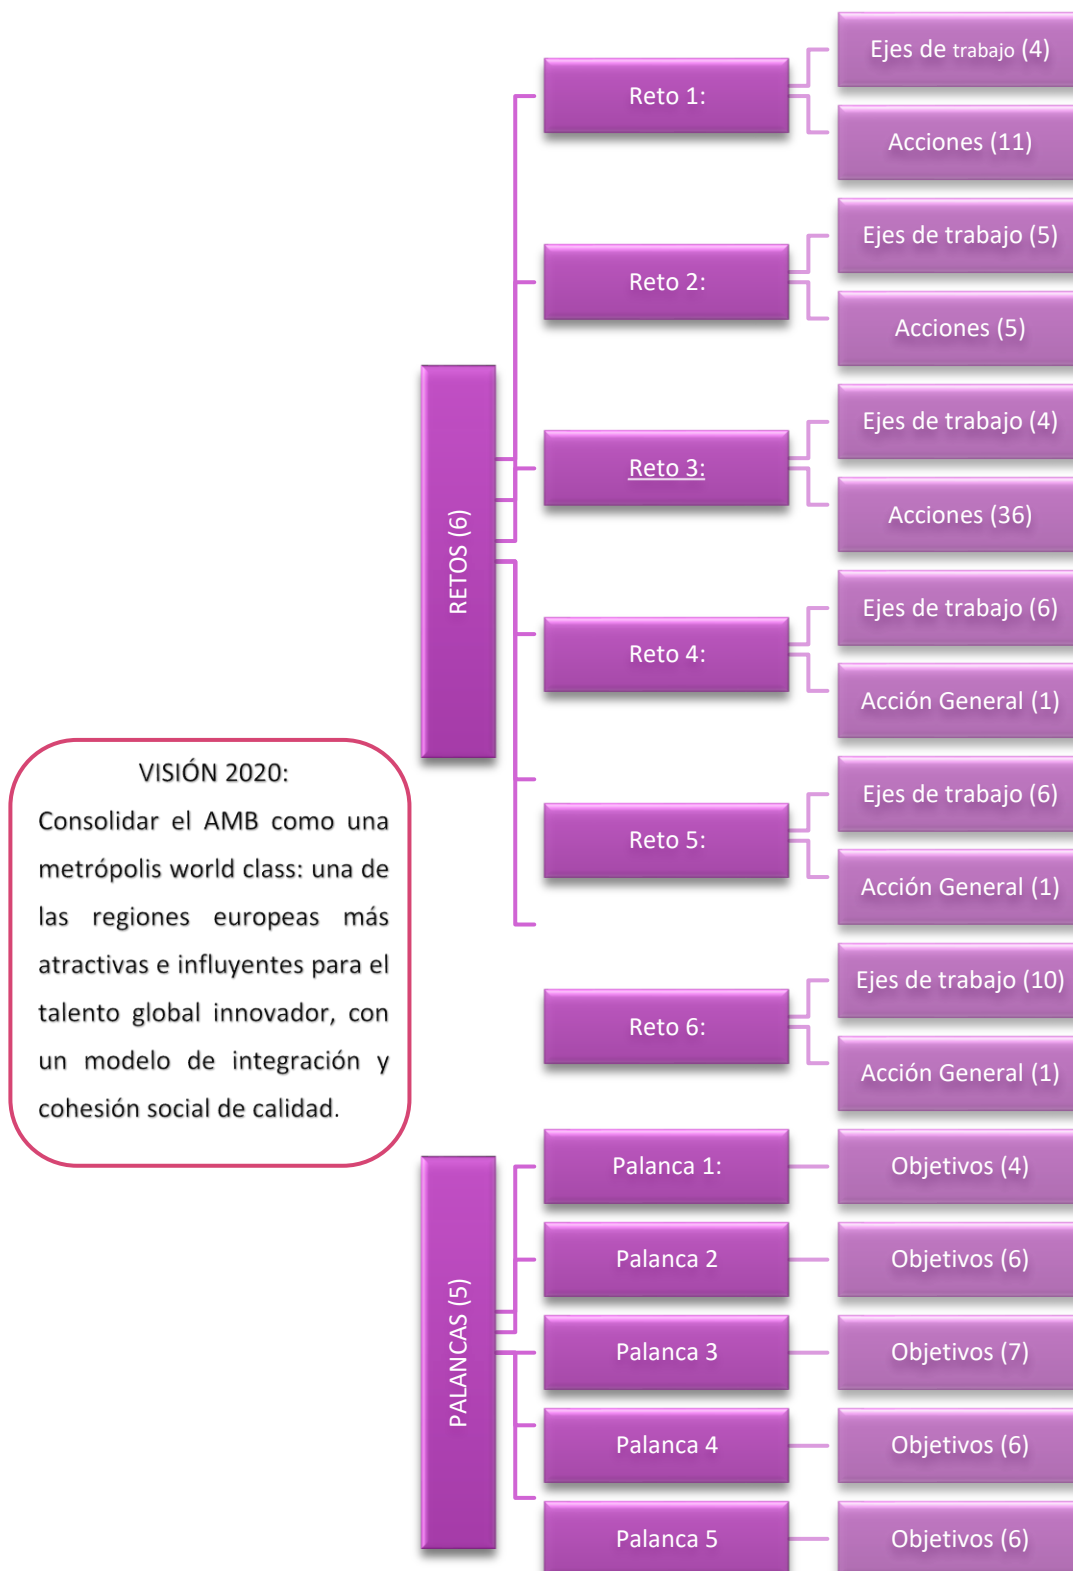 VISIÓN 2020:
Consolidar el AMB como una
metrópolis world class: una de
las regiones europeas más
atractivas e influyentes para el
talento global innovador, con
un modelo de integración y
cohesión social de calidad.
RETOS (6)
Reto 1:
Ejes de trabajo (4)
Acciones (11)
Reto 2:
Ejes de trabajo (5)
Acciones (5)
Reto 3:
Ejes de trabajo (4)
Acciones (36)
Reto 4:
Ejes de trabajo (6)
Acción General (1)
Reto 5:
Ejes de trabajo (6)
Acción General (1)
Reto 6:
Ejes de trabajo (10)
Acción General (1)
PALANCAS (5)
Palanca 1:
Objetivos (4)
Palanca 2
Objetivos (6)
Palanca 3
Objetivos (7)
Palanca 4
Objetivos (6)
Palanca 5
Objetivos (6)